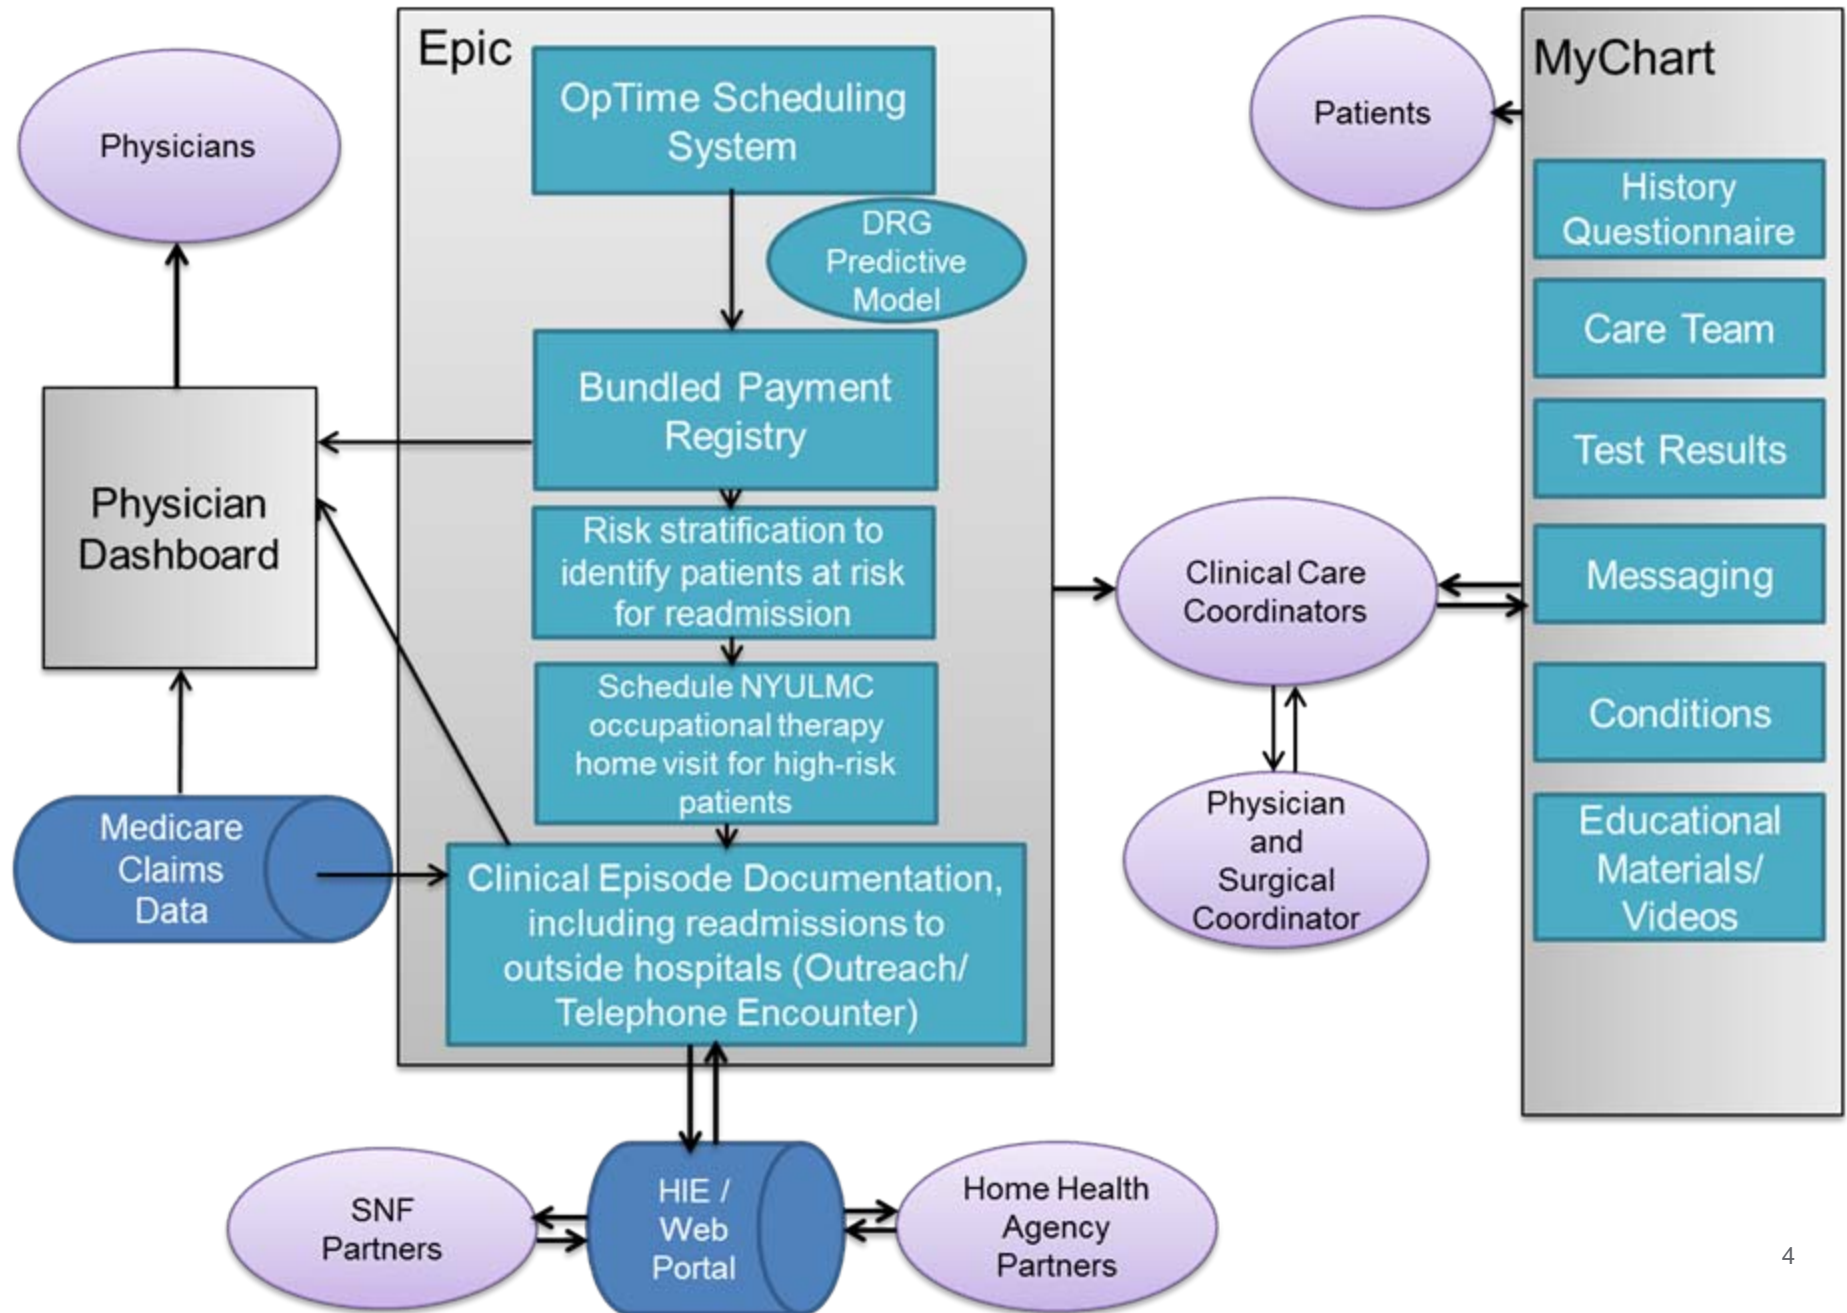 Epic
OpTime Scheduling
System
DRG
Predictive
Model
Bundled Payment
Registry
Risk stratification to
identify patients at risk
for readmission
Schedule NYULMC
occupational therapy
home visit for high-risk
patients
Clinical Episode Documentation,
including readmissions to
outside hospitals (Outreach/
Telephone Encounter)
Physicians
Physician
Dashboard
Medicare
Claims
Data
SNF
Partners
HIE /
Web
Portal
Home Health
Agency
Partners
Clinical Care
Coordinators
Physician
and
Surgical
Coordinator
Patients
MyChart
History
Questionnaire
Care Team
Test Results
Messaging
Conditions
Educational
Materials/
Videos
4